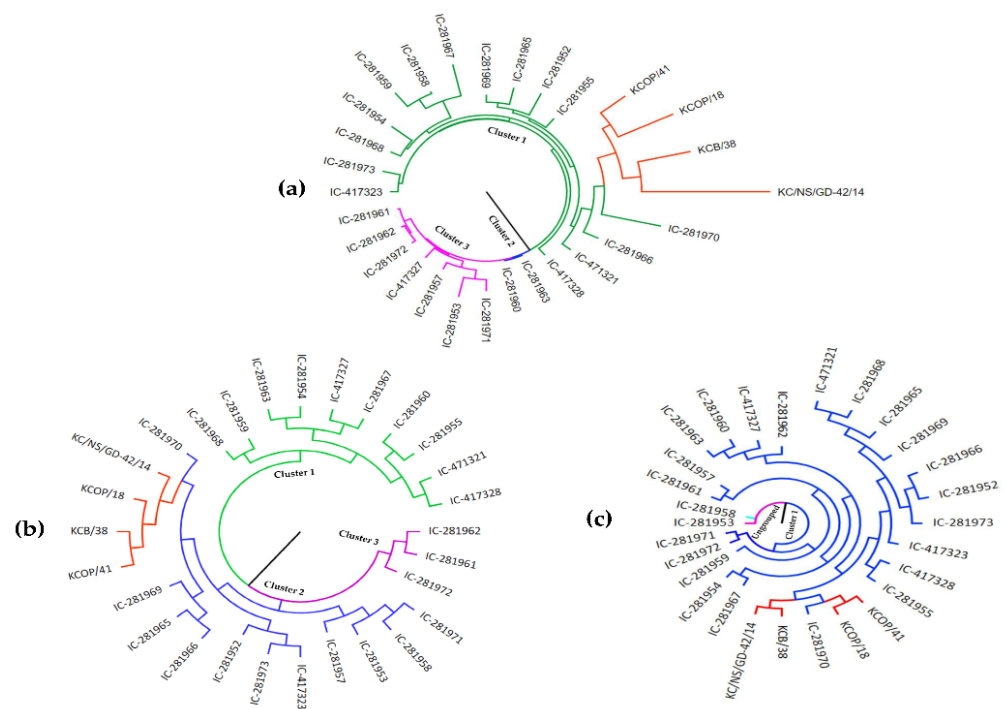 (a)
IC-281967
IC-281958
IC-281959
IC-281954
IC-281968
IC-281973
IC-417323
IC-281969
IC-281965
IC-281952
IC-281955
KCOP/41
KCOP/18
KCB/38
KC/NS/GD-42/14
IC-281970
IC-281966
IC-471321
IC-417328
IC-281963
IC-281960
IC-281971
IC-281953
IC-281957
IC-417327
IC-281972
IC-281962
IC-281961
Cluster 1
Cluster 2
Cluster 3
(b)
KC/NS/GD-42/14
IC-281970
IC-281968
IC-281959
IC-281963
IC-281954
IC-417327
IC-281967
IC-281960
IC-281955
IC-471321
IC-417328
IC-281962
IC-281961
IC-281972
IC-281971
IC-281958
IC-281953
IC-281957
IC-417323
IC-281973
IC-281952
IC-281966
IC-281965
IC-281969
KCOP/41
KCB/38
KCOP/18
Cluster 1
Cluster 3
Cluster 2
(c)
IC-471321
IC-281968
IC-281965
IC-281969
IC-281966
IC-281952
IC-281973
IC-417323
IC-417328
IC-281955
KCOP/41
KCOP/18
IC-281970
KCB/38
KC/NS/GD-42/14
IC-281967
IC-281954
IC-281959
IC-281972
IC-281971
IC-281953
IC-281958
IC-281961
IC-281957
IC-281963
IC-281960
IC-417327
IC-281962
Ungrouped
Cluster 1